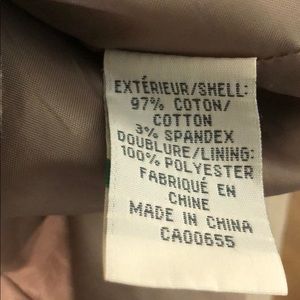 EXTÉRIEUR/SHELL:
97% COTON/
COTTON
3% SPANDEX
DOUBLURE/LINING:
100% POLYESTER
FABRIQUÉ EN
CHINE
MADE IN CHINA
CA00655